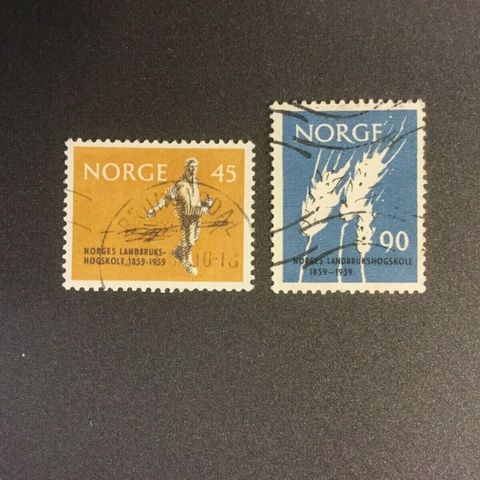 NORGE 45
NORGES LANDBRUKS-
HØGSKOLE 1859-1959
NORGE
90
NORGES LANDBRUKSHØGSKOLE
1859-1959